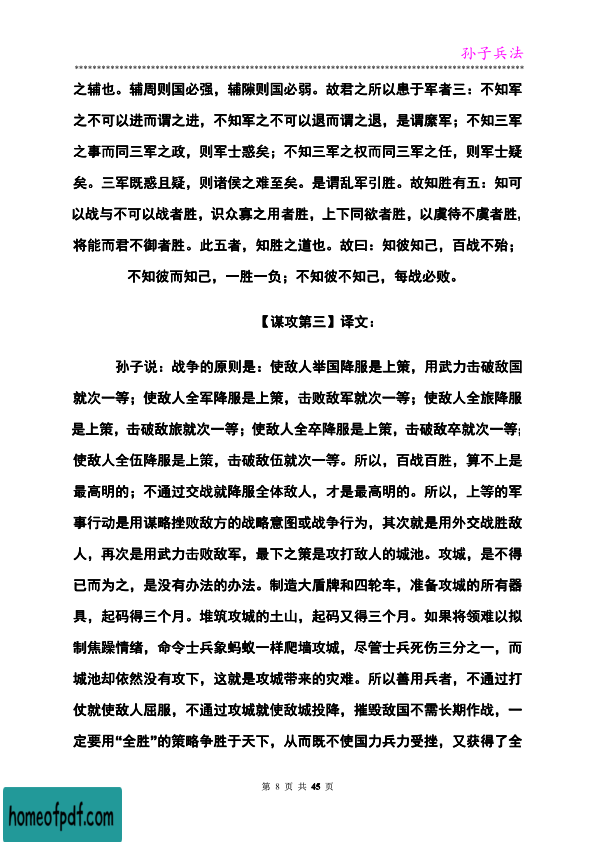 孙子兵法
之辅也。辅周则国必强，辅隙则国必弱。故君之所以患于军者三：不知军
之不可以进而谓之进，不知军之不可以退而谓之退，是谓縻军；不知三军
之事而同三军之政，则军士惑矣；不知三军之权而同三军之任，则军士疑
矣。三军既惑且疑，则诸侯之难至矣。是谓乱军引胜。故知胜有五：知可
以战与不可以战者胜，识众寡之用者胜，上下同欲者胜，以虞待不虞者胜，
将能而君不御者胜。此五者，知胜之道也。故曰：知彼知己，百战不殆；
不知彼而知己，一胜一负；不知彼不知己，每战必败。
【谋攻第三】译文：
孙子说：战争的原则是：使敌人举国降服是上策，用武力击破敌国
就次一等；使敌人全军降服是上策，击败敌军就次一等；使敌人全旅降服
是上策，击破敌旅就次一等；使敌人全卒降服是上策，击破敌卒就次一等；
使敌人全伍降服是上策，击破敌伍就次一等。所以，百战百胜，算不上是
最高明的；不通过交战就降服全体敌人，才是最高明的。所以，上等的军
事行动是用谋略挫败敌方的战略意图或战争行为，其次就是用外交战胜敌
人，再次是用武力击败敌军，最下之策是攻打敌人的城池。攻城，是不得
已而为之，是没有办法的办法。制造大盾牌和四轮车，准备攻城的所有器
具，起码得三个月。堆筑攻城的土山，起码又得三个月。如果将领难以拟
制焦躁情绪，命令士兵象蚂蚁一样爬墙攻城，尽管士兵死伤三分之一，而
城池却依然没有攻下，这就是攻城带来的灾难。所以善用兵者，不通过打
仗就使敌人屈服，不通过攻城就使敌城投降，摧毁敌国不需长期作战，一
定要用“全胜”的策略争胜于天下，从而既不使国力兵力受挫，又获得了全
第 8 页 共 45 页
homeofpdf.com